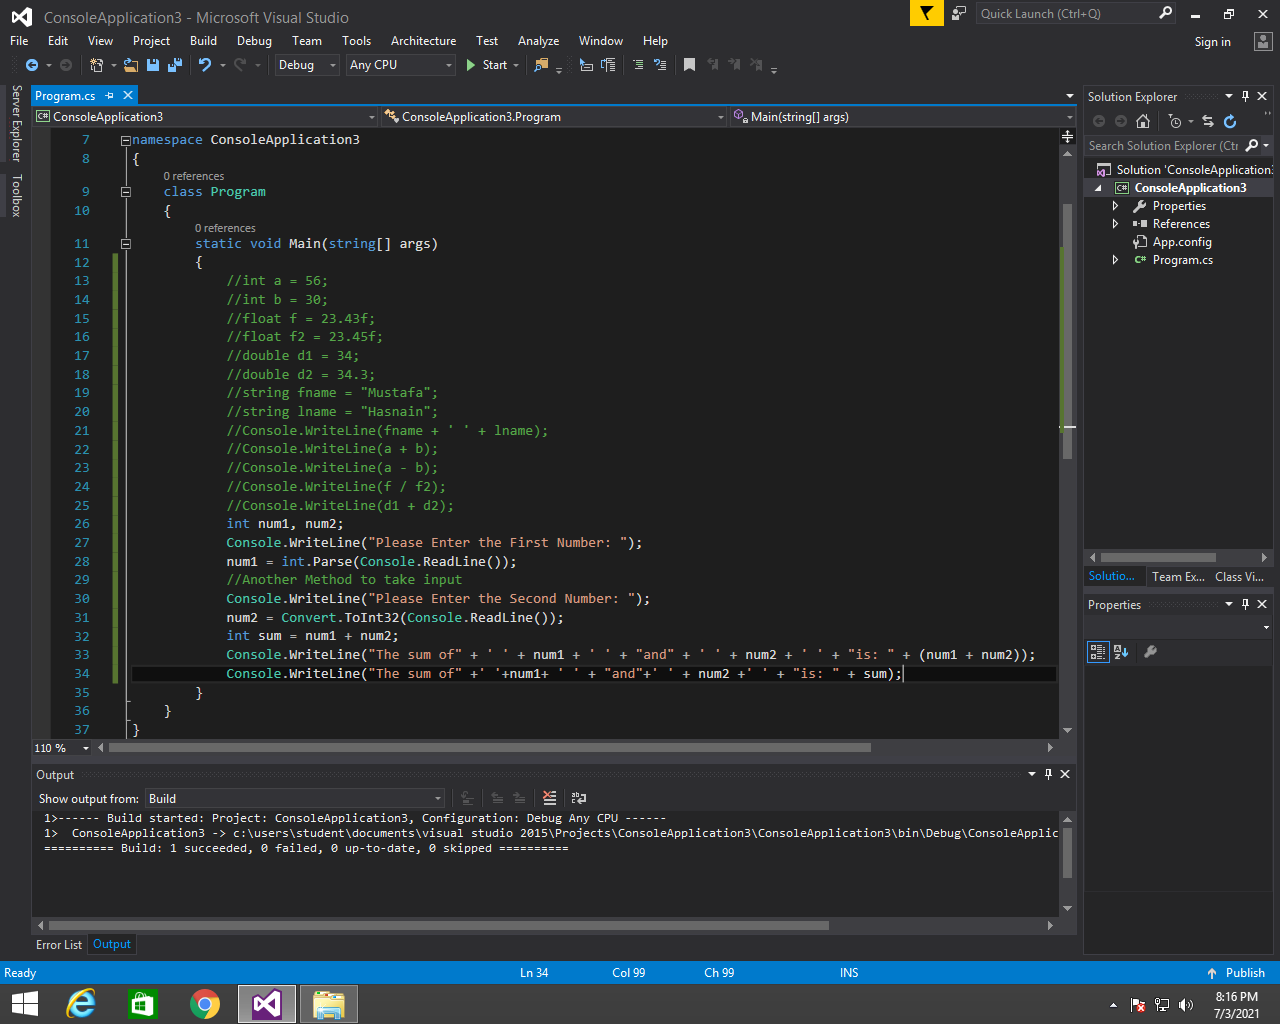 ConsoleApplication3 - Microsoft Visual Studio
Quick Launch (Ctrl+Q)
File Edit View Project Build Debug Team Tools Architecture Test Analyze Window Help
Sign in
Debug Any CPU Start
Server Explorer
Toolbox
Program.cs
ConsoleApplication3 ConsoleApplication3.Program Main(string[] args)
7 namespace ConsoleApplication3
8 {
0 references
9 class Program
10 {
0 references
11 static void Main(string[] args)
12 {
13 //int a = 56;
14 //int b = 30;
15 //float f = 23.43f;
16 //float f2 = 23.45f;
17 //double d1 = 34;
18 //double d2 = 34.3;
19 //string fname = "Mustafa";
20 //string lname = "Hasnain";
21 //Console.WriteLine(fname + ' ' + lname);
22 //Console.WriteLine(a + b);
23 //Console.WriteLine(a - b);
24 //Console.WriteLine(f / f2);
25 //Console.WriteLine(d1 + d2);
26 int num1, num2;
27 Console.WriteLine("Please Enter the First Number: ");
28 num1 = int.Parse(Console.ReadLine());
29 //Another Method to take input
30 Console.WriteLine("Please Enter the Second Number: ");
31 num2 = Convert.ToInt32(Console.ReadLine());
32 int sum = num1 + num2;
33 Console.WriteLine("The sum of" + ' ' + num1 + ' ' + "and" + ' ' + num2 + ' ' + "is: " + (num1 + num2));
34 Console.WriteLine("The sum of" +' '+num1+ ' ' + "and"+' ' + num2 +' ' + "is: " + sum);
35 }
36 }
37 }
110 %
Solution Explorer
Search Solution Explorer (Ctr
Solution 'ConsoleApplication3
ConsoleApplication3
Properties
References
App.config
Program.cs
Soluti​o... Team Ex... Class Vi...
Properties
Output
Show output from: Build
1>------ Build started: Project: ConsoleApplication3, Configuration: Debug Any CPU ------
1> ConsoleApplication3 -> c:\users\student\documents\visual studio 2015\Projects\ConsoleApplication3\ConsoleApplication3\bin\Debug\ConsoleApplic
========== Build: 1 succeeded, 0 failed, 0 up-to-date, 0 skipped ==========
Error List Output
Ready Ln 34 Col 99 Ch 99 INS Publish
8:16 PM
7/3/2021